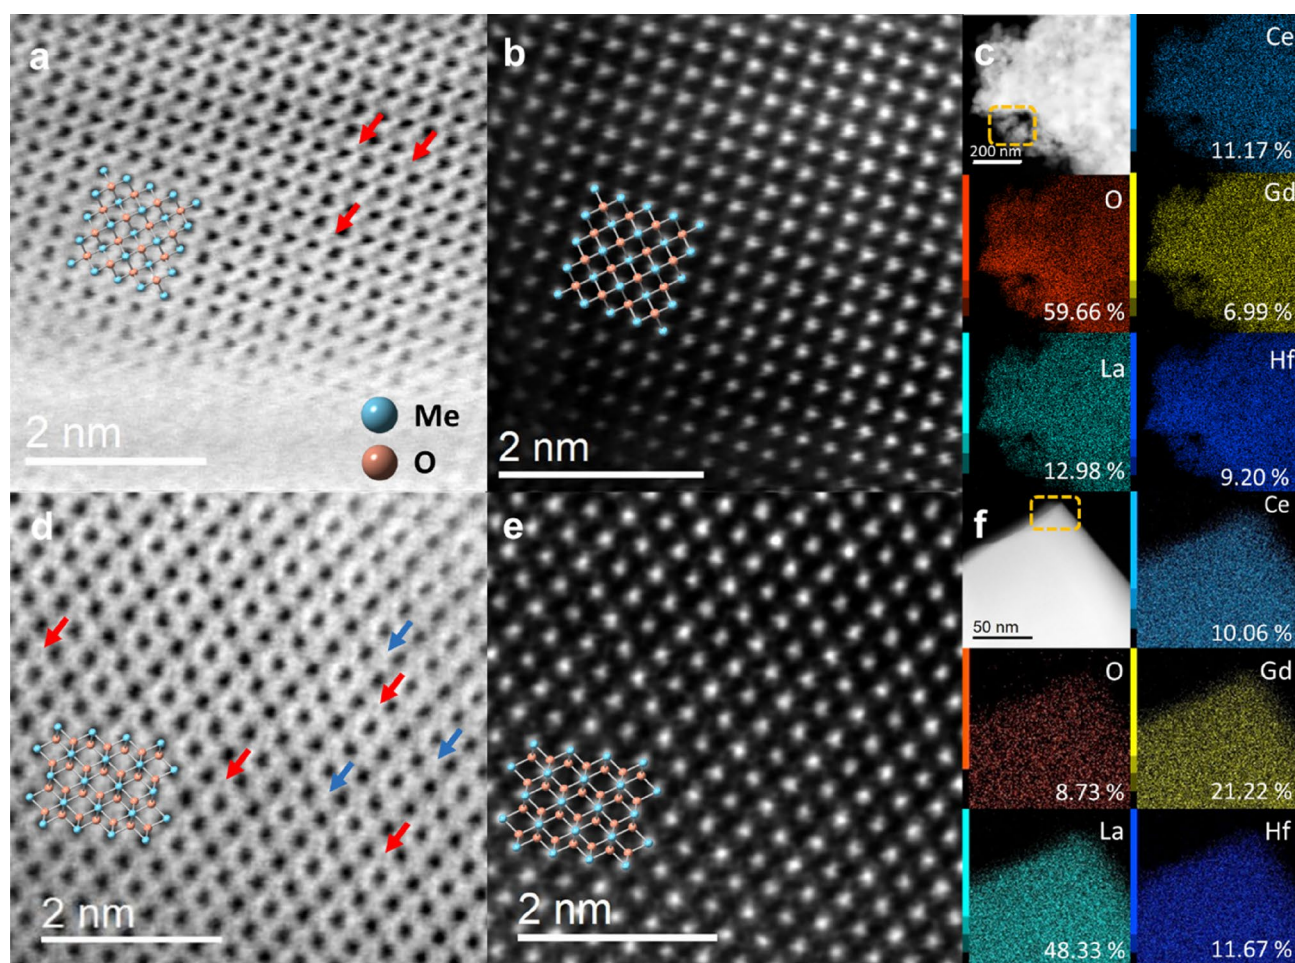 a
Me
O
2 nm
b
2 nm
c
200 nm
Ce
11.17 %
O
59.66 %
Gd
6.99 %
La
12.98 %
Hf
9.20 %
d
2 nm
e
2 nm
f
50 nm
Ce
10.06 %
O
8.73 %
Gd
21.22 %
La
48.33 %
Hf
11.67 %